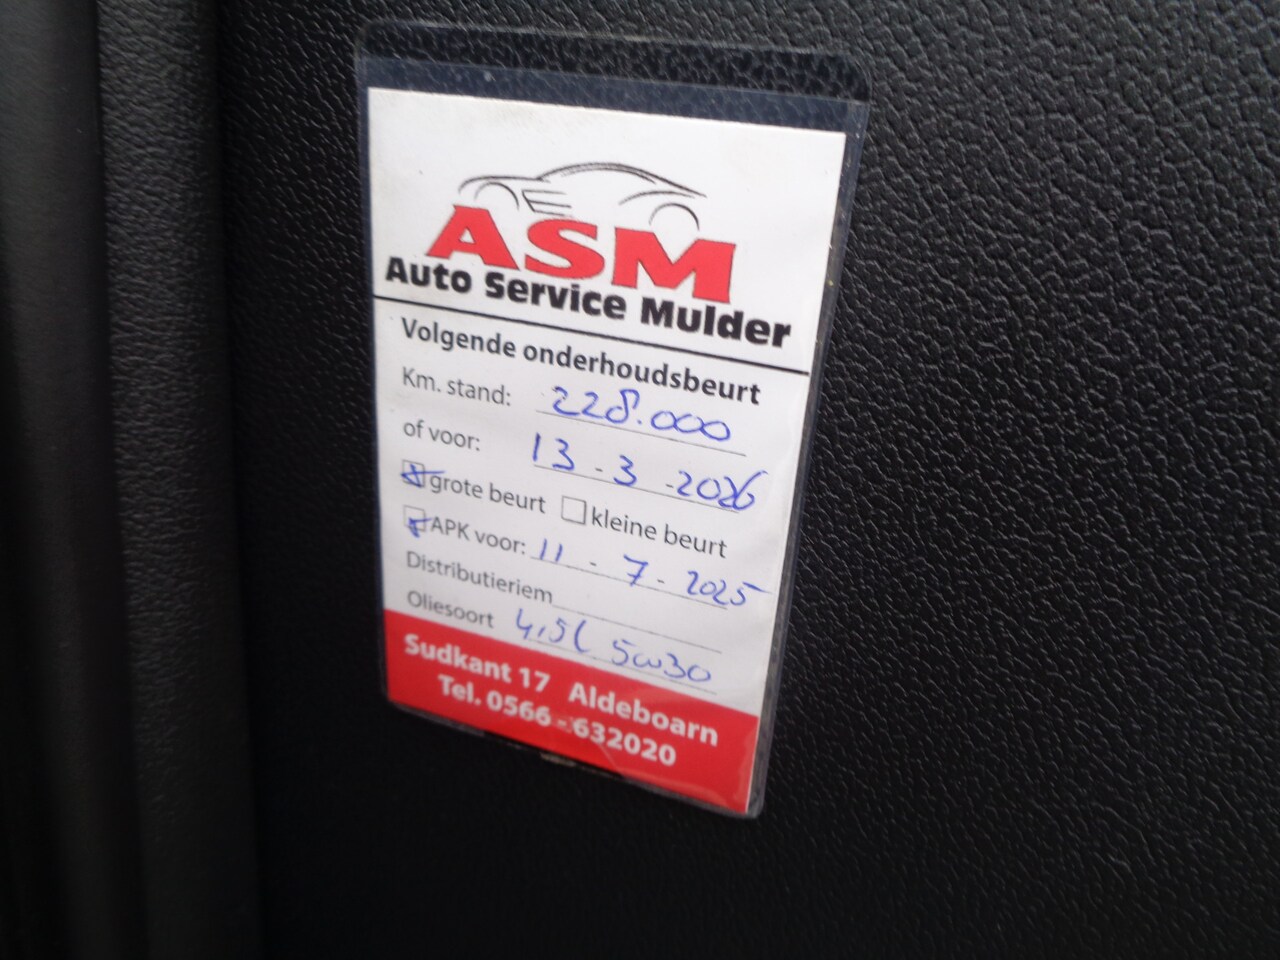 ASM
Auto Service Mulder
Volgende onderhoudsbeurt
Km. stand: 228.000
of voor: 13-3-2026
grote beurt kleine beurt
APK voor: 11-7-2025
Distributieriem
Oliesoort 4,5l 5w30
Sudkant 17 Aldeboarn
Tel. 0566-632020